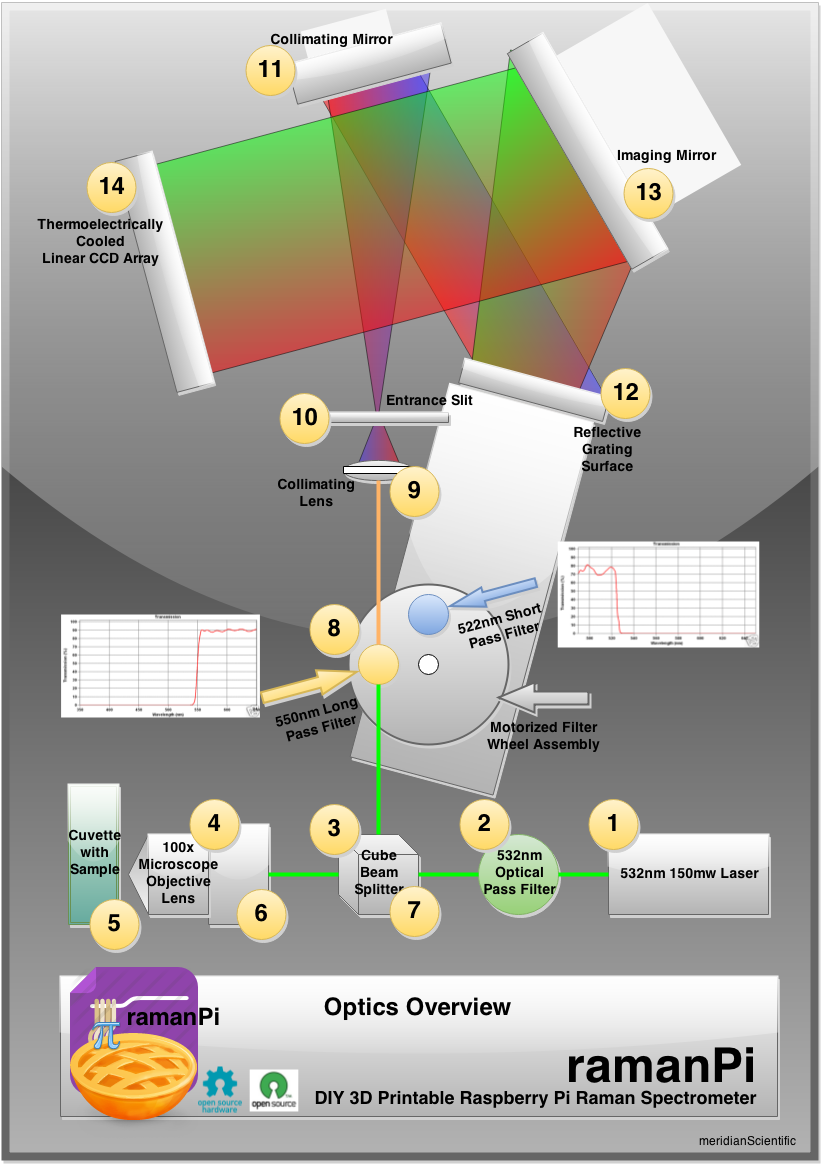 Collimating Mirror
11
Imaging Mirror
13
14
Thermoelectrically
Cooled
Linear CCD Array
12
Reflective
Grating
Surface
Entrance Slit
10
Collimating
Lens
9
Transmission
522nm Short
Pass Filter
8
Transmission
Transmission (%)
Wavelength (nm)
550nm Long
Pass Filter
Motorized Filter
Wheel Assembly
1
2
3
4
Cuvette
with
Sample
5
100x
Microscope
Objective
Lens
6
Cube
Beam
Splitter
7
532nm
Optical
Pass Filter
532nm 150mw Laser
π
ramanPi
Optics Overview
ramanPi
DIY 3D Printable Raspberry Pi Raman Spectrometer
open source
hardware
open source
meridianScientific